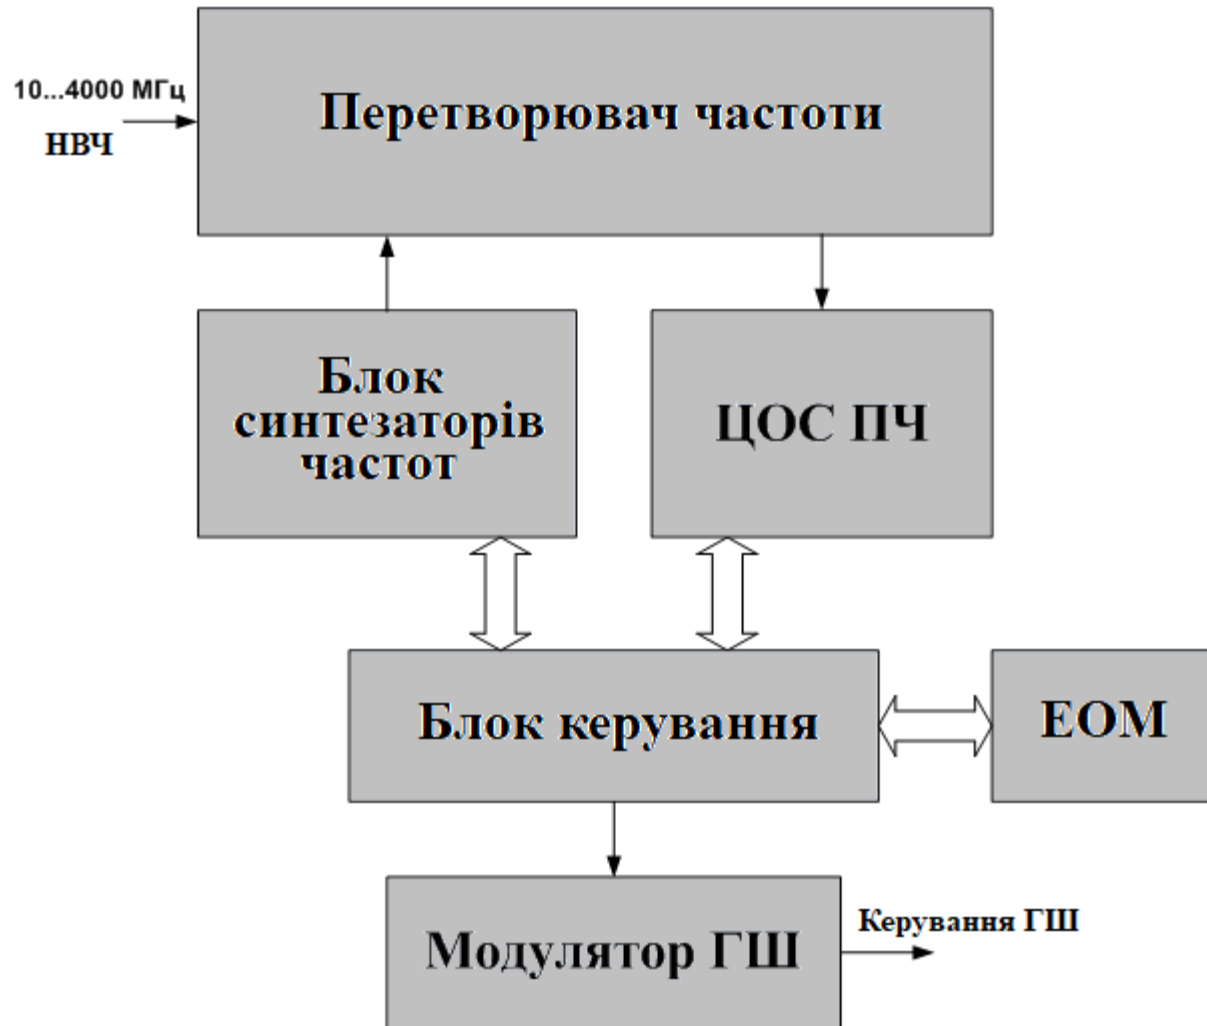 10...4000 МГц
НВЧ
Перетворювач частоти
Блок
синтезаторів
частот
ЦОС ПЧ
Блок керування
ЕОМ
Модулятор ГШ
Керування ГШ